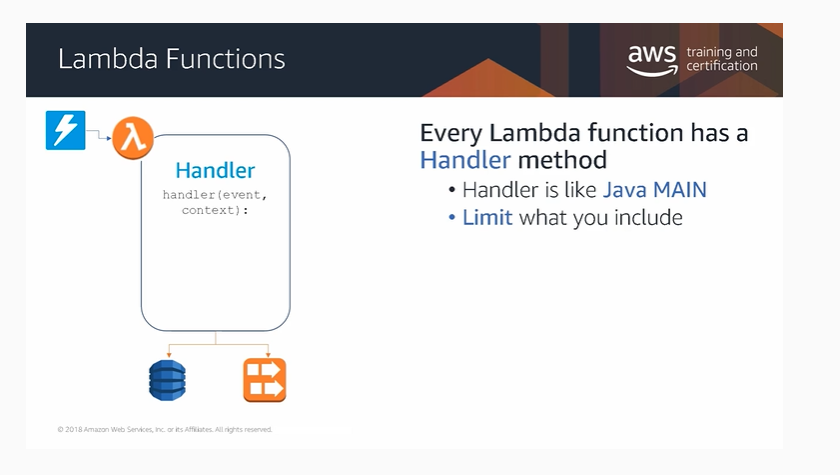 Lambda Functions
aws training and
certification
Handler
handler(event,
context):
Every Lambda function has a
Handler method
• Handler is like Java MAIN
• Limit what you include
© 2018 Amazon Web Services, Inc. or its Affiliates. All rights reserved.